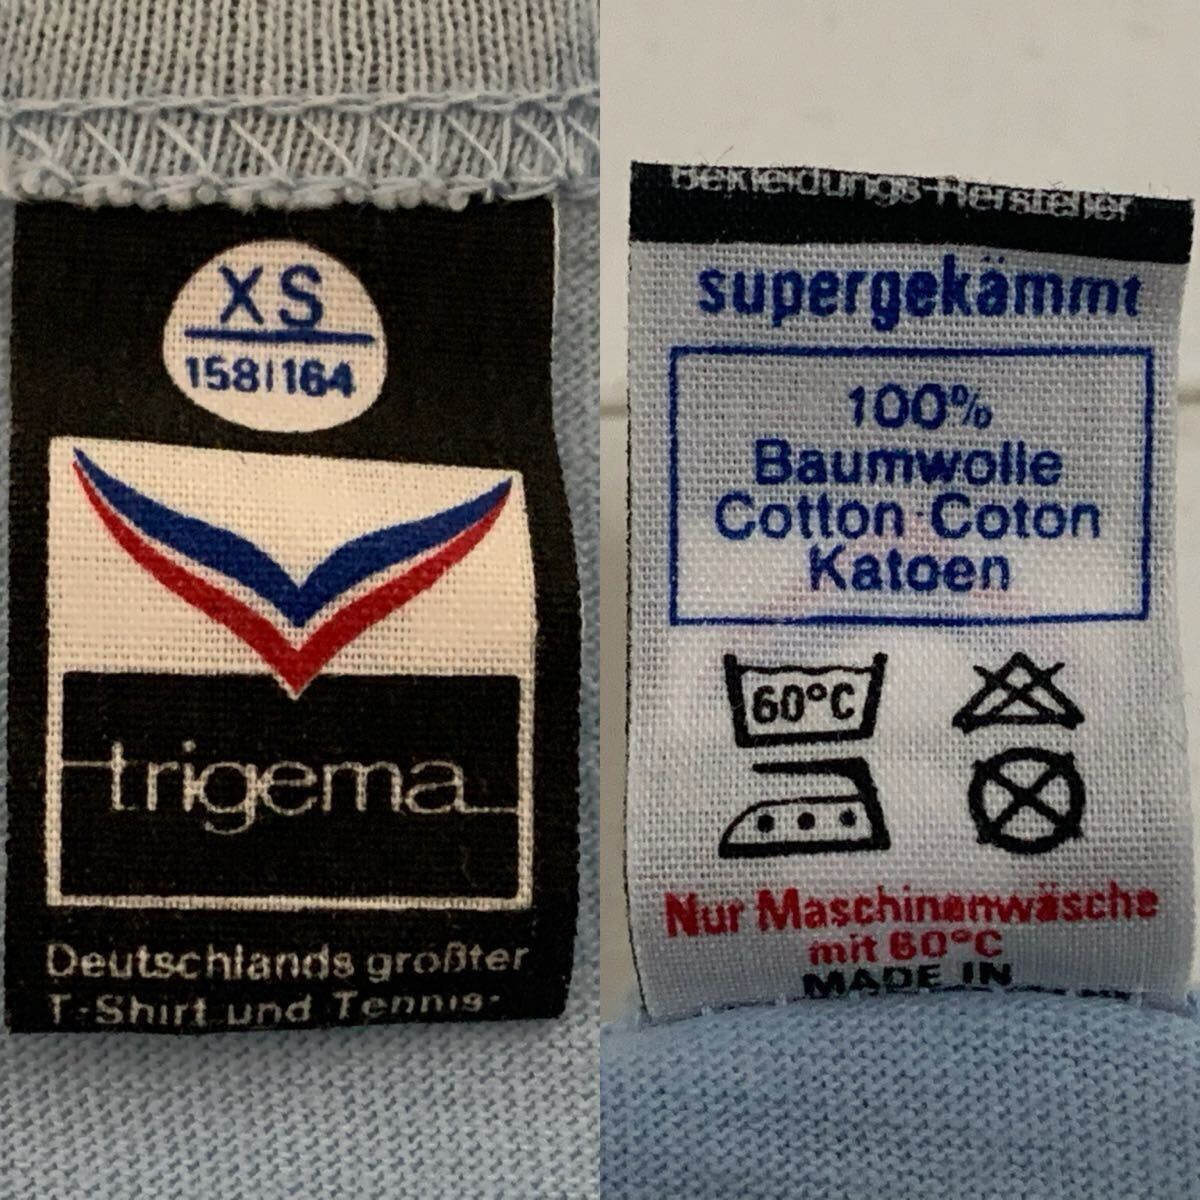 XS
158/164
trigema
Deutschlands größter
T-Shirt und Tennis-
Bekleidungs-Hersteller
supergekämmt
100%
Baumwolle
Cotton·Coton
Katoen
60°C
Nur Maschinenwäsche
mit 60°C
MADE IN